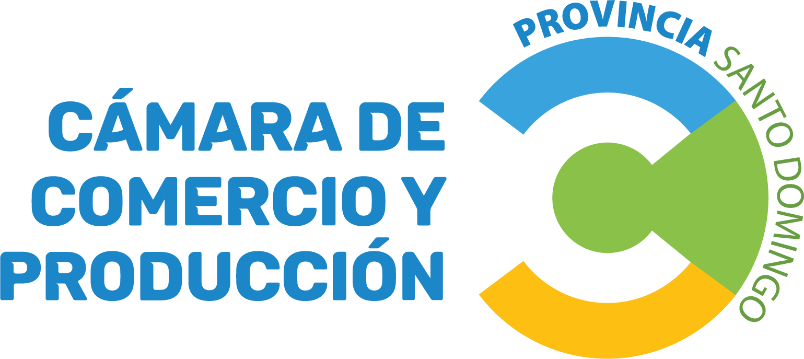 CÁMARA DE
COMERCIO Y
PRODUCCIÓN
PROVINCIA SANTO DOMINGO